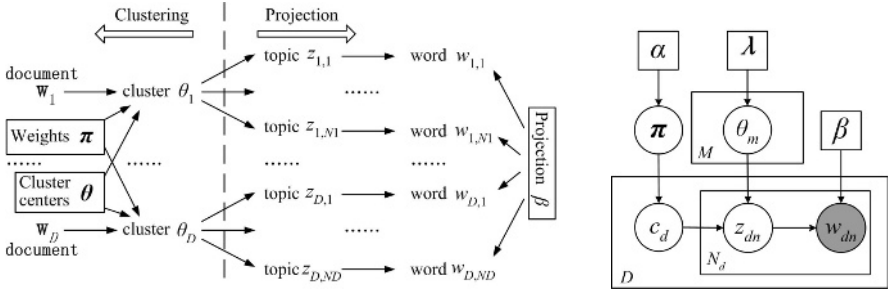 Clustering Projection
topic z1,1 word w1,1
document
W1 cluster θ1 ...... ......
Weights π
topic z1,N1 word w1,N1
...... ......
Cluster
centers θ
topic zD,1 word wD,1
WD cluster θD ...... ......
document
topic zD,ND word wD,ND
Projection β
α λ
π θm β
M
cd zdn wdn
Nd
D